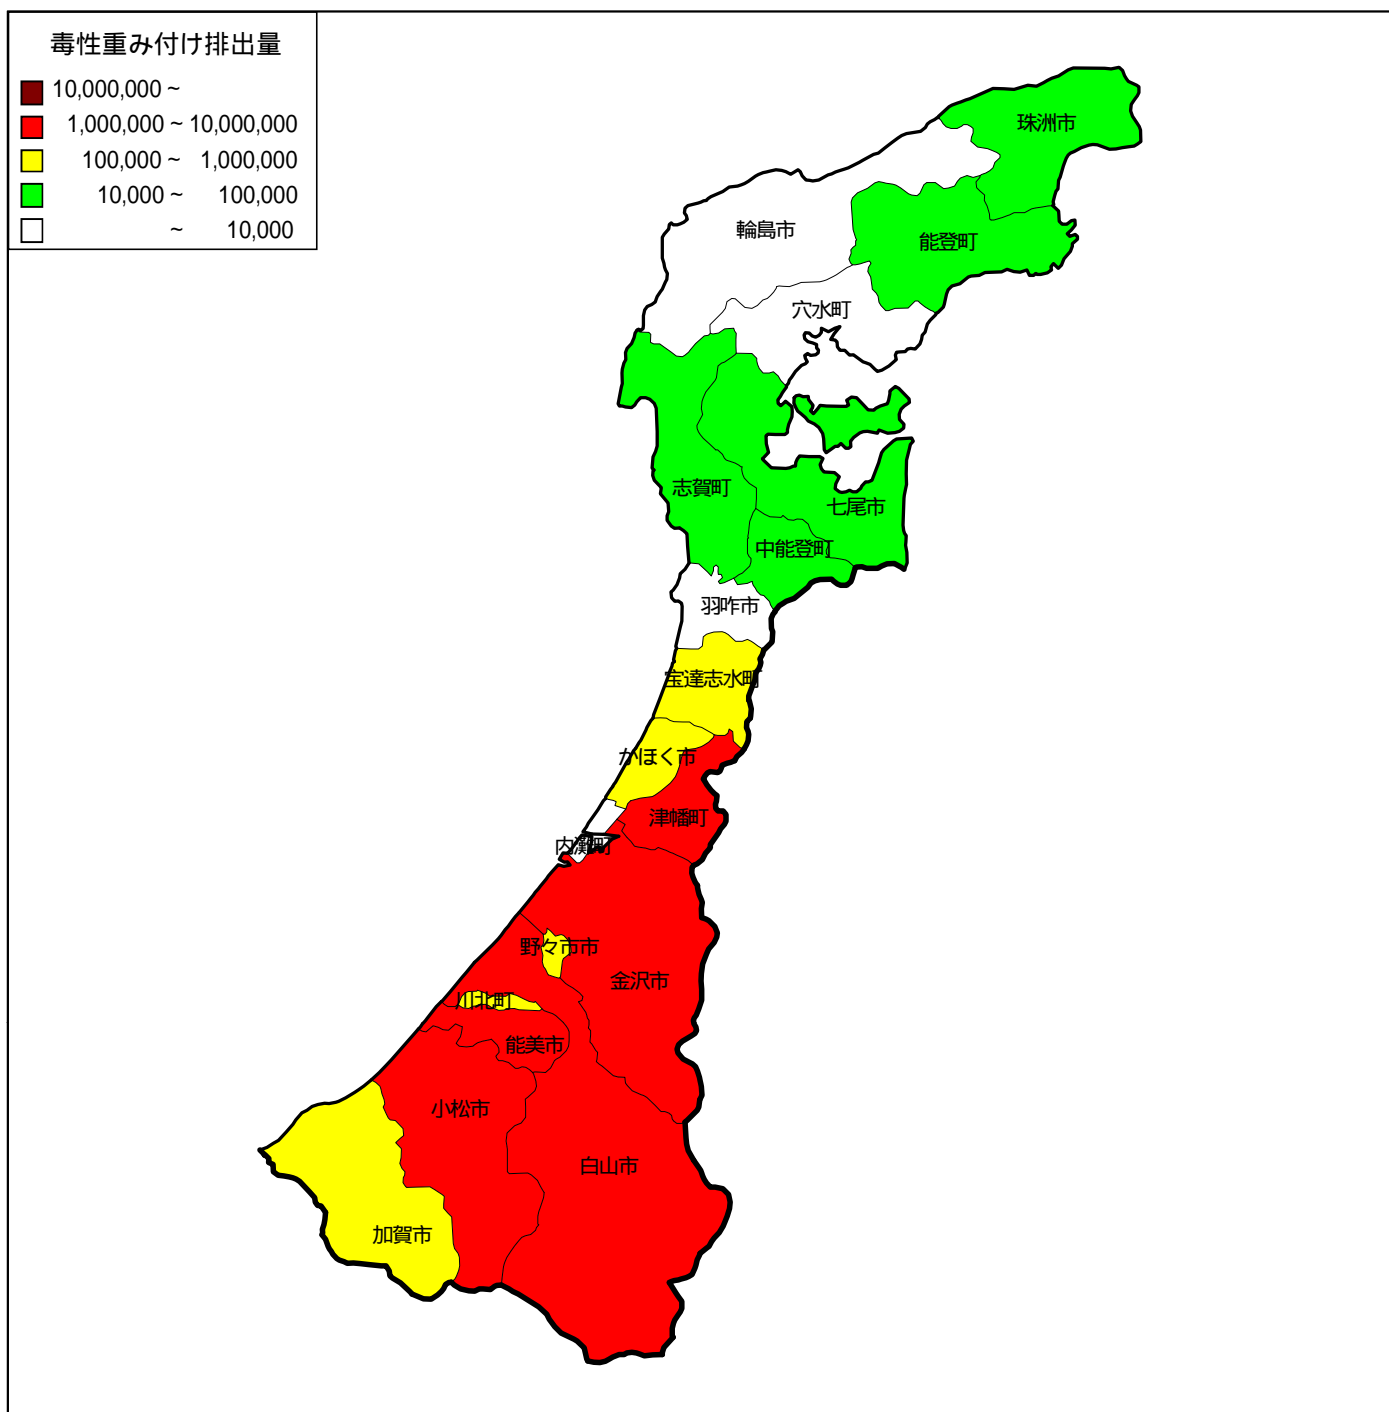 毒性重み付け排出量
10,000,000 ~
1,000,000 ~ 10,000,000
100,000 ~ 1,000,000
10,000 ~ 100,000
~ 10,000
珠洲市
輪島市
能登町
穴水町
志賀町
七尾市
中能登町
羽咋市
宝達志水町
かほく市
津幡町
内灘町
野々市市
金沢市
川北町
能美市
小松市
白山市
加賀市